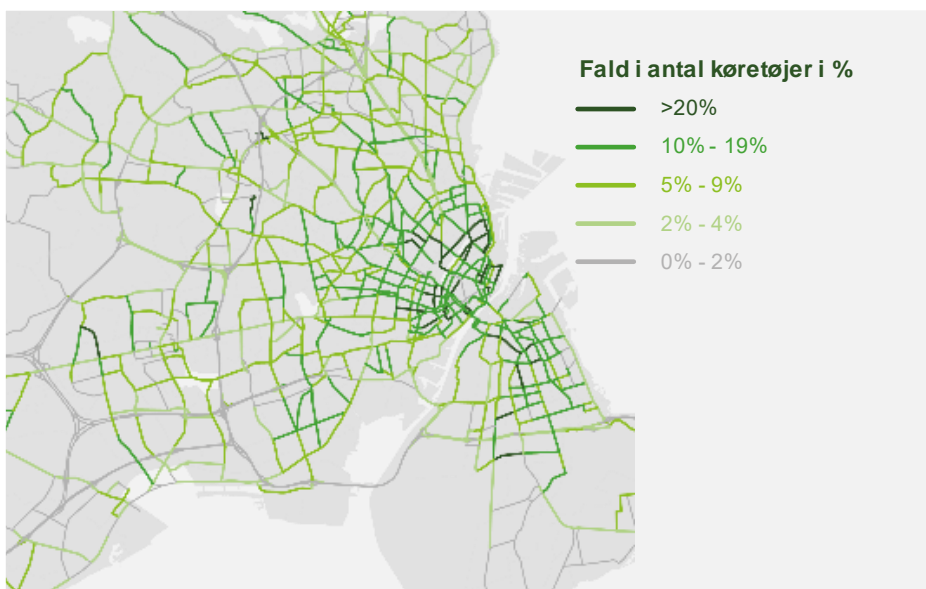 Fald i antal køretøjer i %
>20%
10% - 19%
5% - 9%
2% - 4%
0% - 2%